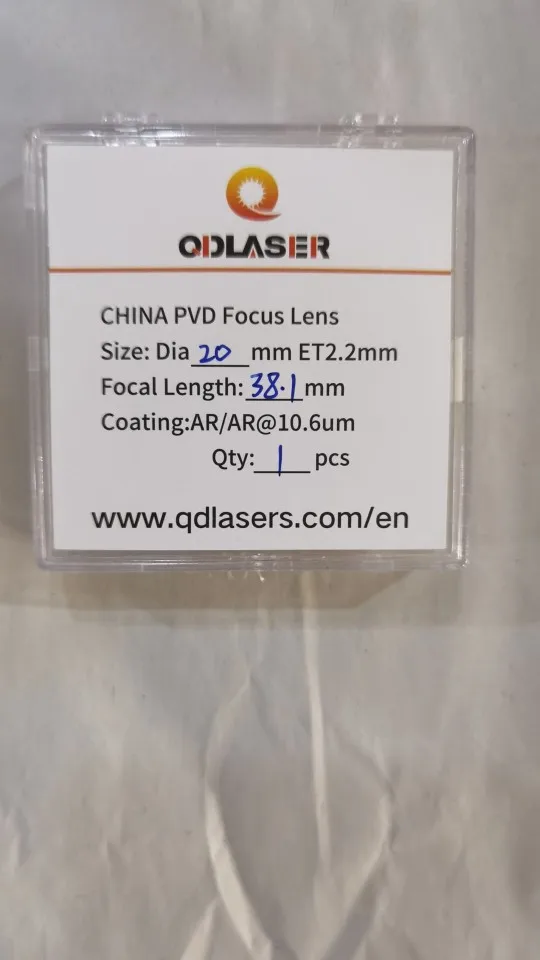 QDLASER
CHINA PVD Focus Lens
Size: Dia 20 mm ET2.2mm
Focal Length: 38.1 mm
Coating:AR/AR@10.6um
Qty: 1 pcs
www.qdlasers.com/en